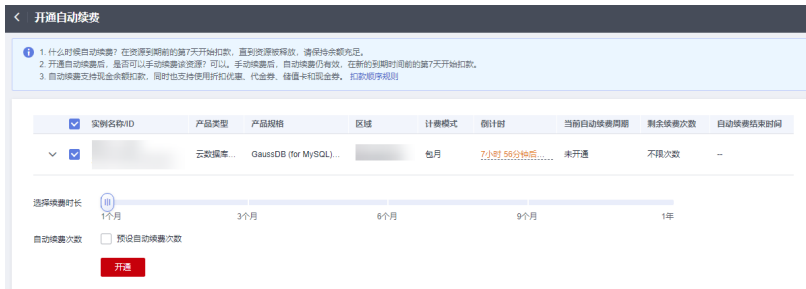 开通自动续费
1. 什么时候自动续费？在资源到期前的第7天开始扣款，直到资源被释放，请保持余额充足。
2. 开通自动续费后，是否可以手动续费该资源？可以。手动续费后，自动续费仍有效，在新的到期时间前的第7天开始扣款。
3. 自动续费支持现金余额扣款，同时也支持使用折扣优惠、代金券、储值卡和现金券。 扣款顺序规则
实例名称/ID 产品类型 产品规格 区域 计费模式 倒计时 当前自动续费周期 剩余续费次数 自动续费结束时间
云数据库... GaussDB (for MySQL)... 包月 7小时 56分钟后... 未开通 不限次数 --
选择续费时长
1个月 3个月 6个月 9个月 1年
自动续费次数 预设自动续费次数
开通